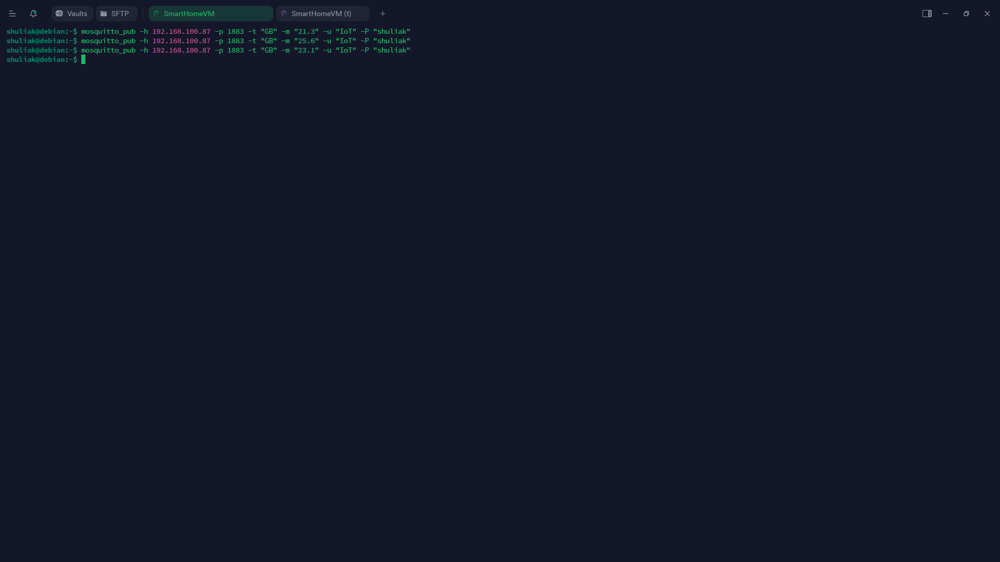 Vaults SFTP SmartHomeVM SmartHomeVM (1)
shuliak@debian:~$ mosquitto_pub -h 192.168.100.87 -p 1883 -t "GB" -m "21.3" -u "IoT" -P "shuliak"
shuliak@debian:~$ mosquitto_pub -h 192.168.100.87 -p 1883 -t "GB" -m "25.6" -u "IoT" -P "shuliak"
shuliak@debian:~$ mosquitto_pub -h 192.168.100.87 -p 1883 -t "GB" -m "23.1" -u "IoT" -P "shuliak"
shuliak@debian:~$